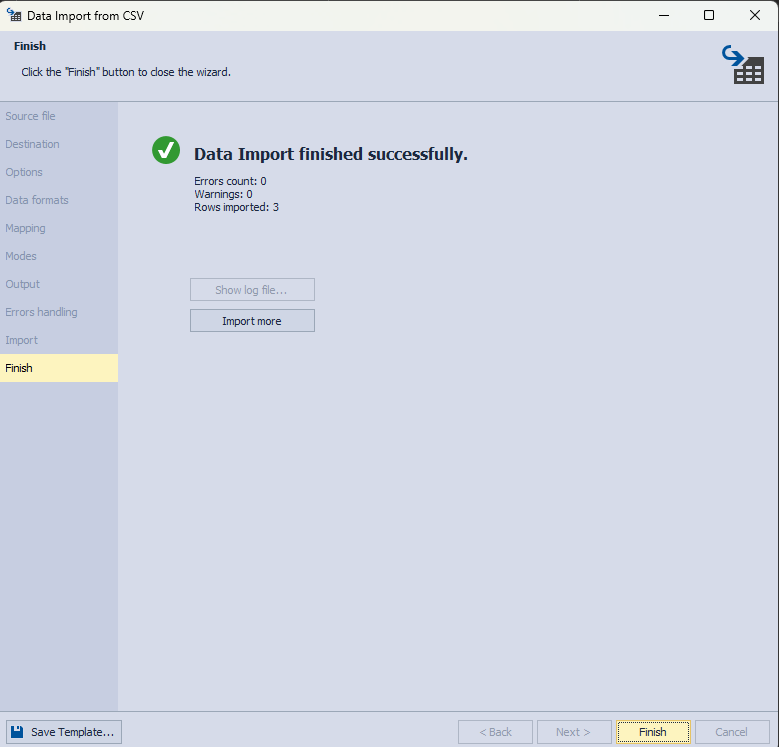 Data Import from CSV
Finish
Click the "Finish" button to close the wizard.
Source file
Destination
Options
Data formats
Mapping
Modes
Output
Errors handling
Import
Finish
Data Import finished successfully.
Errors count: 0
Warnings: 0
Rows imported: 3
Show log file...
Import more
Save Template...
< Back
Next >
Finish
Cancel